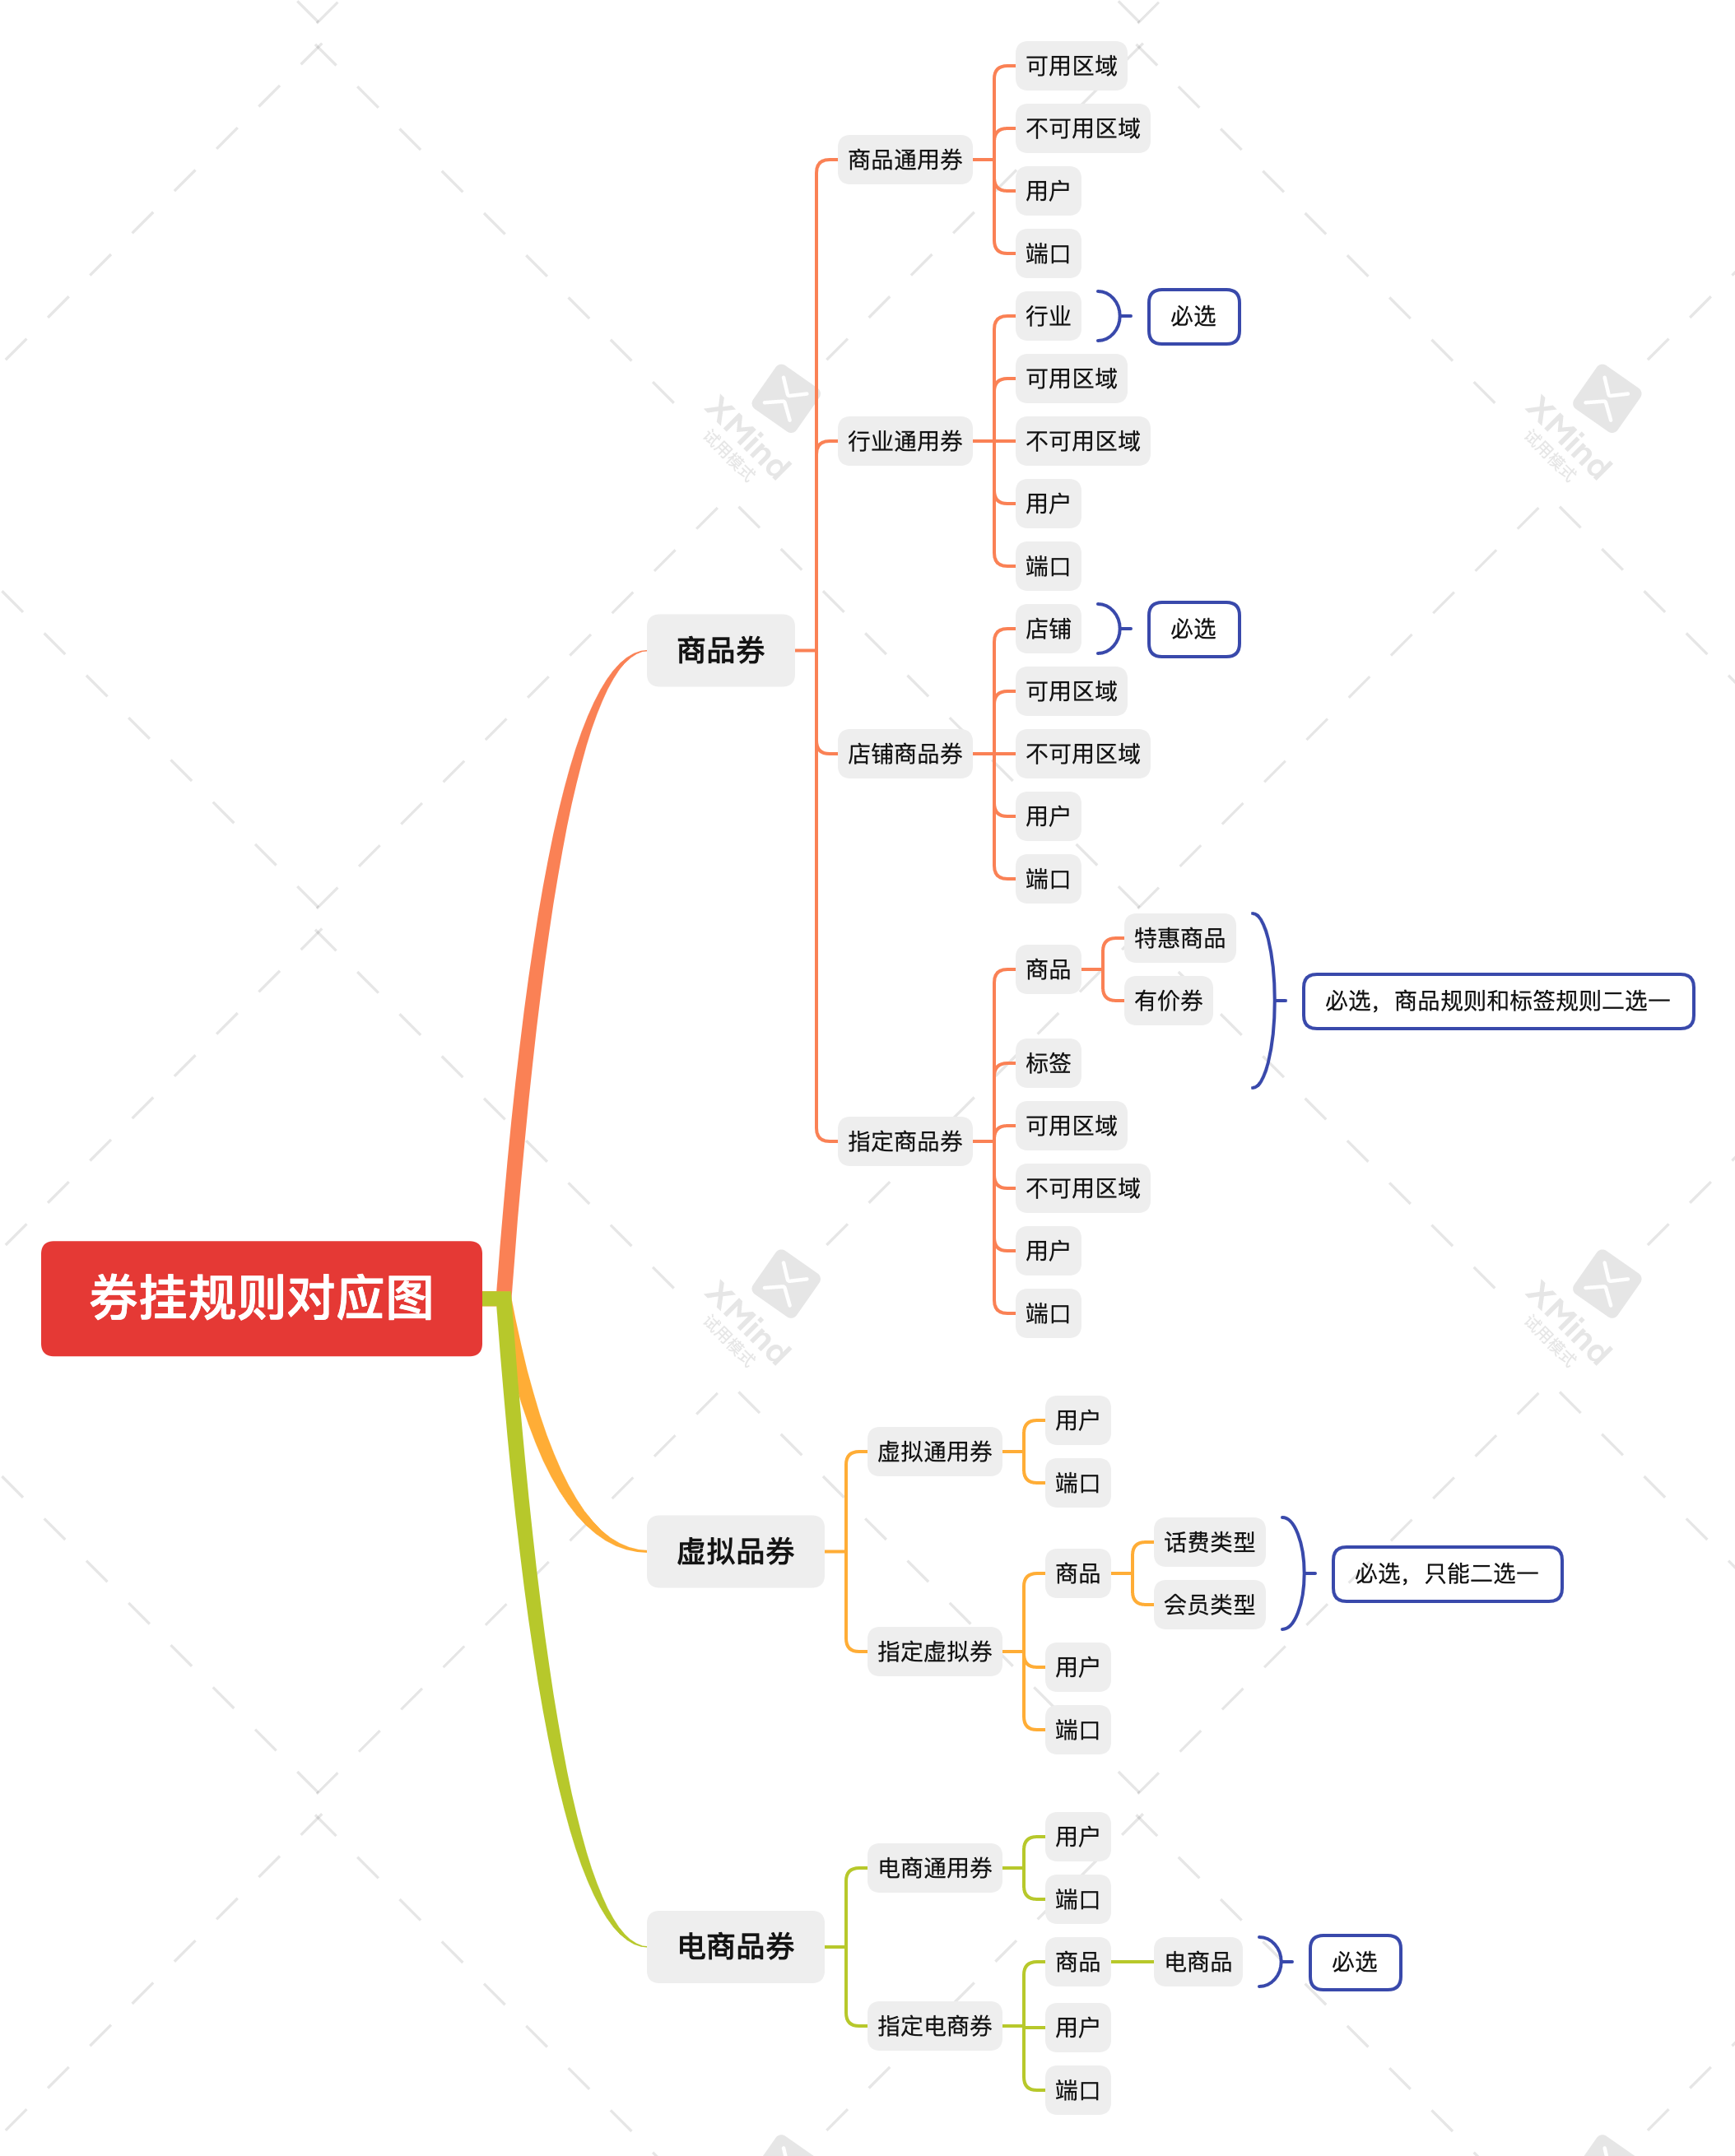 券挂规则对应图
商品券
商品通用券
可用区域
不可用区域
用户
端口
行业通用券
行业
必选
可用区域
不可用区域
用户
端口
店铺商品券
店铺
必选
可用区域
不可用区域
用户
端口
指定商品券
商品
特惠商品
有价券
标签
必选，商品规则和标签规则二选一
可用区域
不可用区域
用户
端口
虚拟品券
虚拟通用券
用户
端口
指定虚拟券
商品
话费类型
会员类型
必选，只能二选一
用户
端口
电商品券
电商通用券
用户
端口
指定电商券
商品
电商品
必选
用户
端口
XMind
试用模式
XMind
试用模式
XMind
试用模式
XMind
试用模式